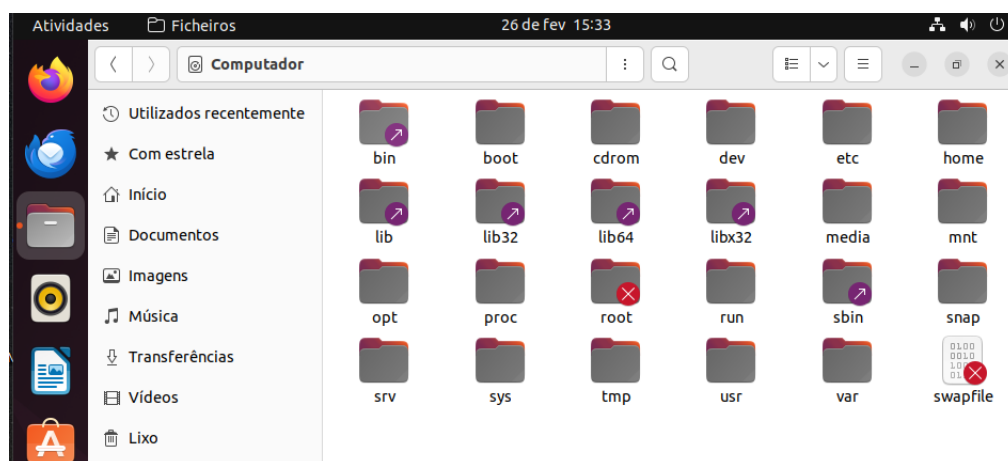 Atividades Ficheiros 26 de fev 15:33
Computador
Utilizados recentemente
Com estrela
Início
Documentos
Imagens
Música
Transferências
Vídeos
Lixo
bin boot cdrom dev etc home
lib lib32 lib64 libx32 media mnt
opt proc root run sbin snap
srv sys tmp usr var swapfile